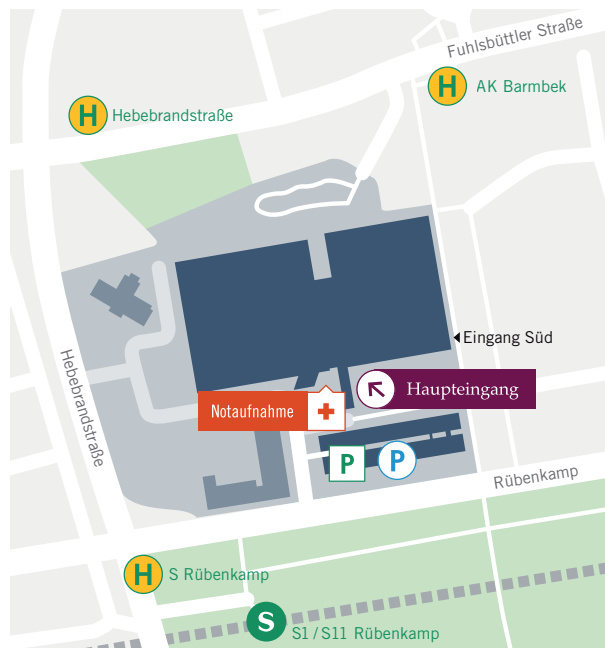 Fuhlsbüttler Straße
H AK Barmbek
H Hebebrandstraße
Eingang Süd
Hebebrandstraße
Haupteingang
Notaufnahme
P P
Rübenkamp
H S Rübenkamp
S S1/S11 Rübenkamp